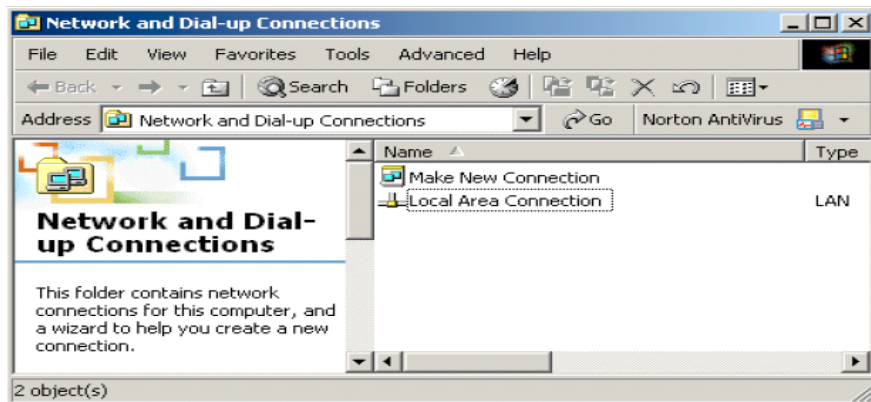 Network and Dial-up Connections
File Edit View Favorites Tools Advanced Help
Back Search Folders
Address Network and Dial-up Connections Go Norton AntiVirus
Name Type
Make New Connection
Local Area Connection LAN
Network and Dial-
up Connections
This folder contains network
connections for this computer, and
a wizard to help you create a new
connection.
2 object(s)